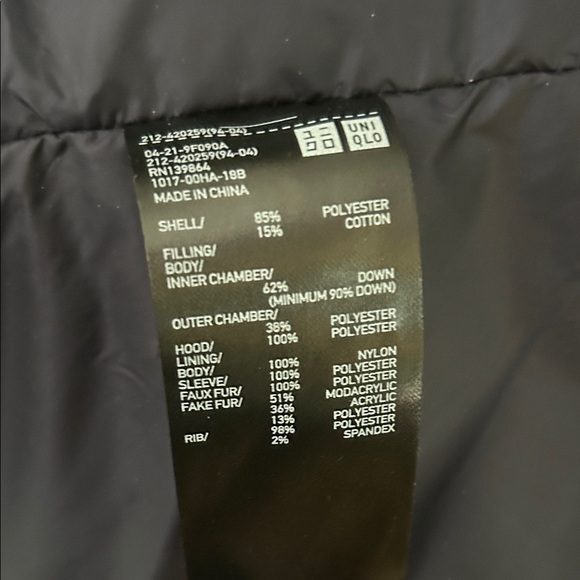 212-420259(94-04)
04-21-9F090A
212-420259(94-04)
RN139864
1017-00HA-18B
MADE IN CHINA
ユニ
クロ
UNI
QLO
SHELL/ 85% POLYESTER
15% COTTON
FILLING/
BODY/
INNER CHAMBER/
62% DOWN
(MINIMUM 90% DOWN)
OUTER CHAMBER/
38% POLYESTER
HOOD/ 100% POLYESTER
LINING/
BODY/ 100% NYLON
SLEEVE/ 100% POLYESTER
FAUX FUR/ 100% POLYESTER
FAKE FUR/ 51% MODACRYLIC
36% ACRYLIC
13% POLYESTER
RIB/ 98% POLYESTER
2% SPANDEX